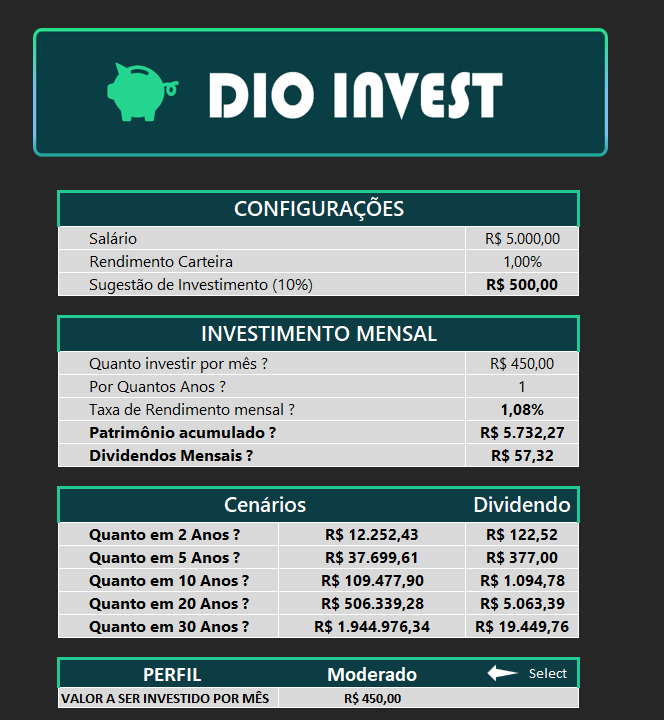 DIO INVEST
CONFIGURAÇÕES
Salário R$ 5.000,00
Rendimento Carteira 1,00%
Sugestão de Investimento (10%) R$ 500,00
INVESTIMENTO MENSAL
Quanto investir por mês ? R$ 450,00
Por Quantos Anos ? 1
Taxa de Rendimento mensal ? 1,08%
Patrimônio acumulado ? R$ 5.732,27
Dividendos Mensais ? R$ 57,32
Cenários Dividendo
Quanto em 2 Anos ? R$ 12.252,43 R$ 122,52
Quanto em 5 Anos ? R$ 37.699,61 R$ 377,00
Quanto em 10 Anos ? R$ 109.477,90 R$ 1.094,78
Quanto em 20 Anos ? R$ 506.339,28 R$ 5.063,39
Quanto em 30 Anos ? R$ 1.944.976,34 R$ 19.449,76
PERFIL Moderado Select
VALOR A SER INVESTIDO POR MÊS R$ 450,00